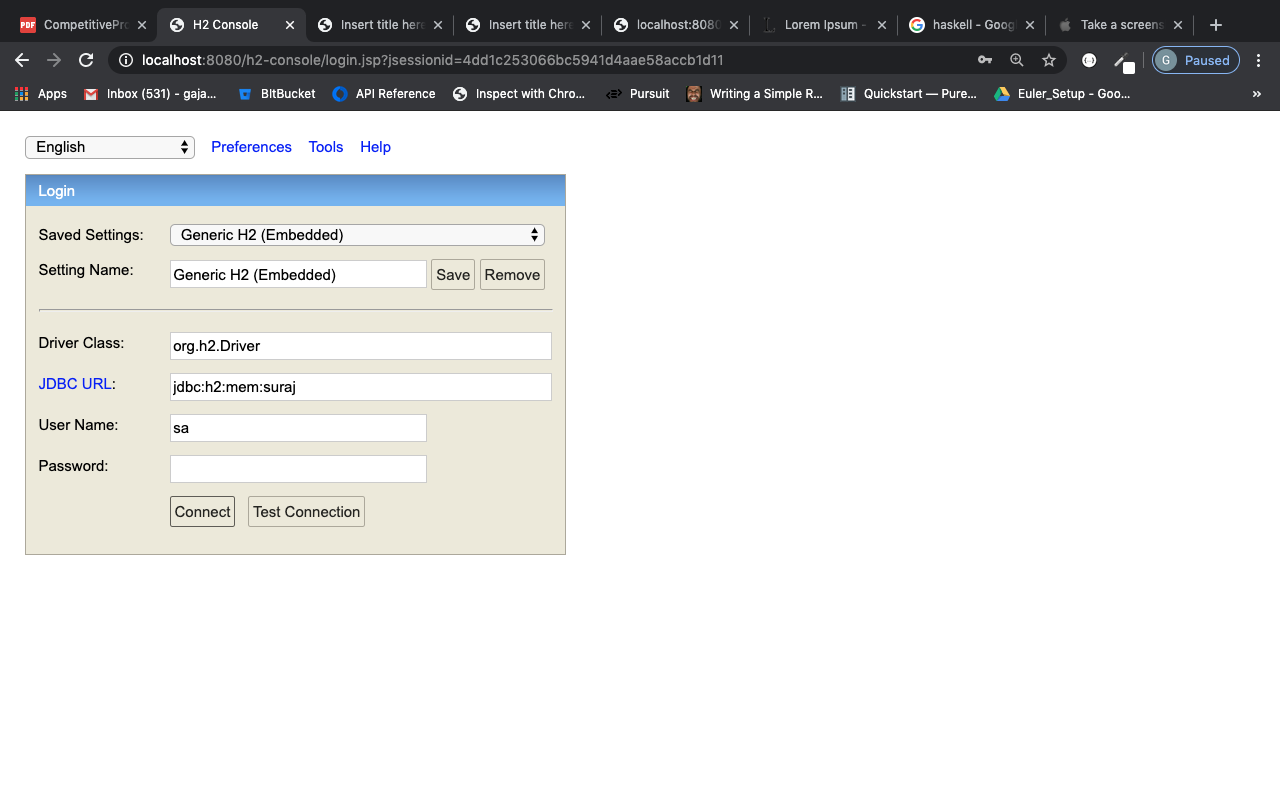 PDF CompetitivePro H2 Console Insert title here Insert title here localhost:8080 Lorem Ipsum - haskell - Goog Take a screens
localhost:8080/h2-console/login.jsp?jsessionid=4dd1c253066bc5941d4aae58accb1d11 G Paused
Apps Inbox (531) - gaja... BitBucket API Reference Inspect with Chro... Pursuit Writing a Simple R... Quickstart — Pure... Euler_Setup - Goo... »
English Preferences Tools Help
Login
Saved Settings: Generic H2 (Embedded)
Setting Name: Generic H2 (Embedded) Save Remove
Driver Class: org.h2.Driver
JDBC URL: jdbc:h2:mem:suraj
User Name: sa
Password:
Connect Test Connection